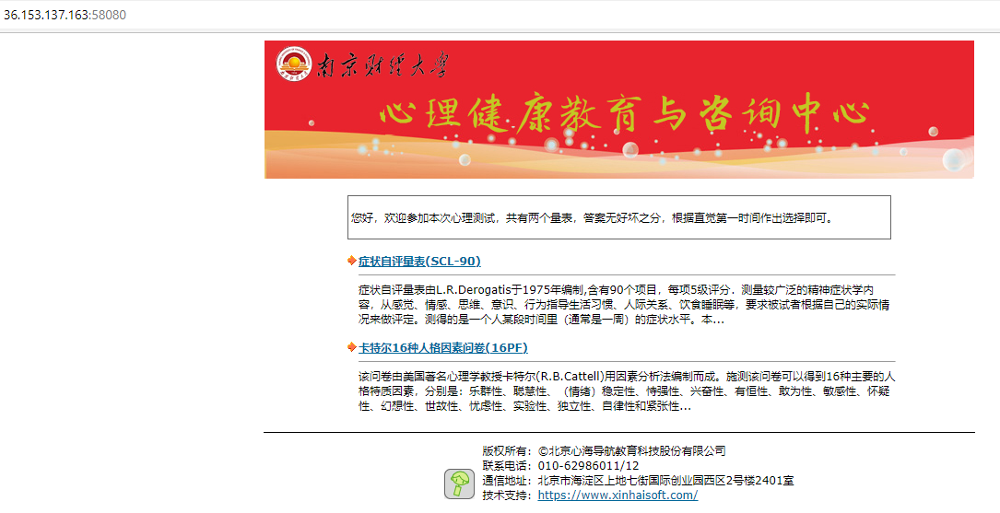 36.153.137.163:58080
南京财经大学
心理健康教育与咨询中心
您好，欢迎参加本次心理测试，共有两个量表，答案无好坏之分，根据直觉第一时间作出选择即可。
症状自评量表(SCL-90)
症状自评量表由L.R.Derogatis于1975年编制,含有90个项目，每项5级评分．测量较广泛的精神症状学内
容，从感觉、情感、思维、意识、行为指导生活习惯、人际关系、饮食睡眠等，要求被试者根据自己的实际情
况来做评定。测得的是一个人某段时间里（通常是一周）的症状水平。本...
卡特尔16种人格因素问卷(16PF)
该问卷由美国著名心理学教授卡特尔(R.B.Cattell)用因素分析法编制而成。施测该问卷可以得到16种主要的人
格特质因素，分别是：乐群性、聪慧性、（情绪）稳定性、恃强性、兴奋性、有恒性、敢为性、敏感性、怀疑
性、幻想性、世故性、忧虑性、实验性、独立性、自律性和紧张性...
版权所有：©北京心海导航教育科技股份有限公司
联系电话：010-62986011/12
通信地址：北京市海淀区上地七街国际创业园西区2号楼2401室
技术支持：https://www.xinhaisoft.com/